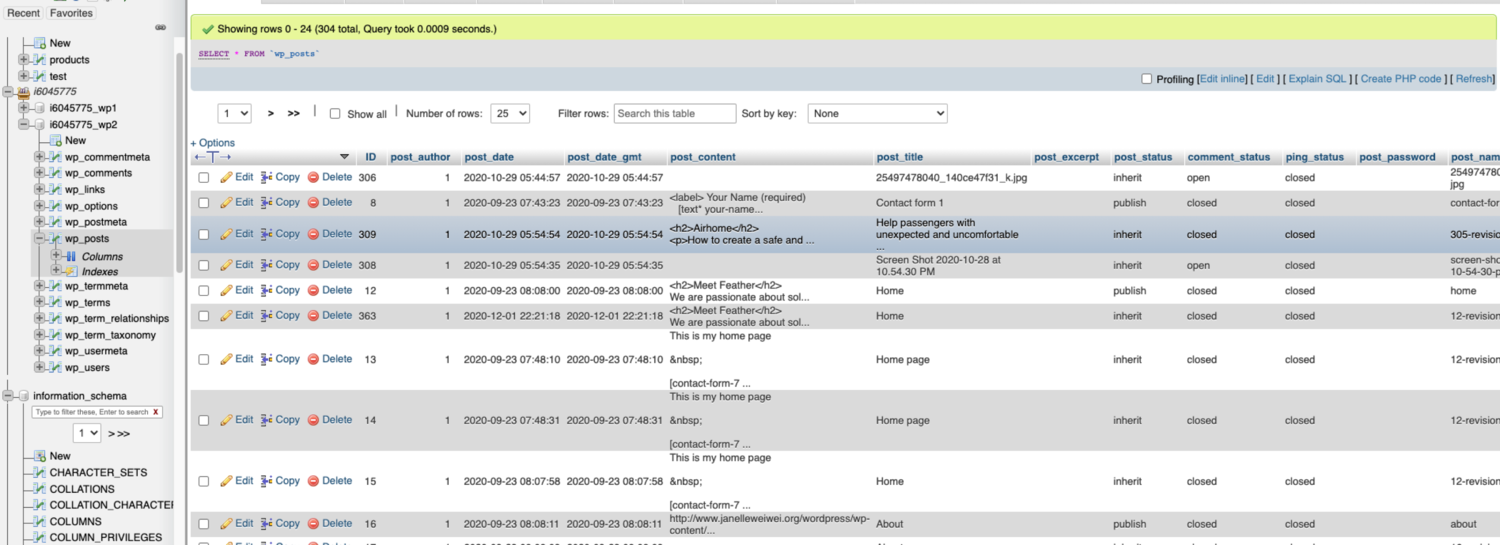 Recent Favorites
New
products
test
i6045775
i6045775_wp1
i6045775_wp2
New
wp_commentmeta
wp_comments
wp_links
wp_options
wp_postmeta
wp_posts
Columns
Indexes
wp_termmeta
wp_terms
wp_term_relationships
wp_term_taxonomy
wp_usermeta
wp_users
information_schema
Type to filter these, Enter to search X
1 > >>
New
CHARACTER_SETS
COLLATIONS
COLLATION_CHARACTER
COLUMNS
COLUMN_PRIVILEGES
Showing rows 0 - 24 (304 total, Query took 0.0009 seconds.)
SELECT * FROM `wp_posts`
Profiling [Edit inline] [ Edit ] [ Explain SQL ] [ Create PHP code ] [ Refresh]
1 > >> | Show all | Number of rows: 25 Filter rows: Search this table Sort by key: None
+ Options
←T→ ▼ ID post_author post_date post_date_gmt post_content post_title post_excerpt post_status comment_status ping_status post_password post_nam
Edit Copy Delete 306 1 2020-10-29 05:44:57 2020-10-29 05:44:57 25497478040_140ce47f31_k.jpg inherit open closed 254974780
jpg
Edit Copy Delete 8 1 2020-09-23 07:43:23 2020-09-23 07:43:23 <label> Your Name (required) Contact form 1 publish closed closed contact-for
[text* your-name...
Edit Copy Delete 309 1 2020-10-29 05:54:54 2020-10-29 05:54:54 <h2>Airhome</h2> Help passengers with inherit closed closed 305-revisio
<p>How to create a safe and ... unexpected and uncomfortable
...
Edit Copy Delete 308 1 2020-10-29 05:54:35 2020-10-29 05:54:35 Screen Shot 2020-10-28 at inherit open closed screen-sho
10.54.30 PM 10-54-30-p
Edit Copy Delete 12 1 2020-09-23 08:08:00 2020-09-23 08:08:00 <h2>Meet Feather</h2> Home publish closed closed home
We are passionate about sol...
Edit Copy Delete 363 1 2020-12-01 22:21:18 2020-12-01 22:21:18 <h2>Meet Feather</h2> Home inherit closed closed 12-revision
We are passionate about sol...
This is my home page
Edit Copy Delete 13 1 2020-09-23 07:48:10 2020-09-23 07:48:10 &nbsp; Home page inherit closed closed 12-revision
[contact-form-7 ...
This is my home page
Edit Copy Delete 14 1 2020-09-23 07:48:31 2020-09-23 07:48:31 &nbsp; Home page inherit closed closed 12-revision
[contact-form-7 ...
This is my home page
Edit Copy Delete 15 1 2020-09-23 08:07:58 2020-09-23 08:07:58 &nbsp; Home inherit closed closed 12-revision
[contact-form-7 ...
Edit Copy Delete 16 1 2020-09-23 08:08:11 2020-09-23 08:08:11 http://www.janelleweiwei.org/wordpress/wp- About publish closed closed about
content/...